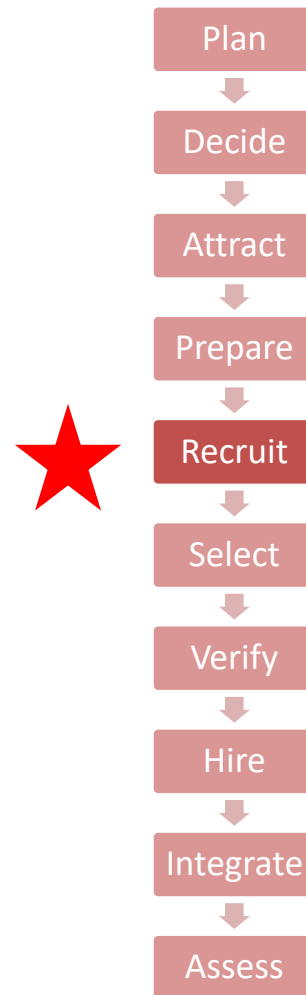 Plan
Decide
Attract
Prepare
Recruit
Select
Verify
Hire
Integrate
Assess